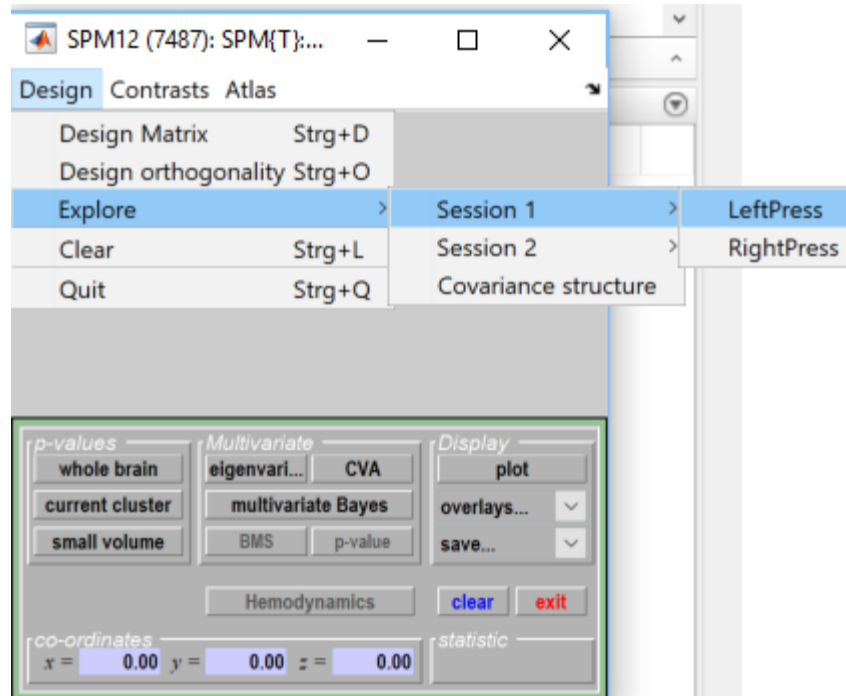 SPM12 (7487): SPM{T}:...
Design Contrasts Atlas
Design Matrix Strg+D
Design orthogonality Strg+O
Explore
Session 1
LeftPress
Clear Strg+L
Session 2
RightPress
Quit Strg+Q
Covariance structure
p-values
Multivariate
Display
whole brain
eigenvari...
CVA
plot
current cluster
multivariate Bayes
overlays...
small volume
BMS
p-value
save...
Hemodynamics
clear
exit
co-ordinates
statistic
x = 0.00 y = 0.00 z = 0.00